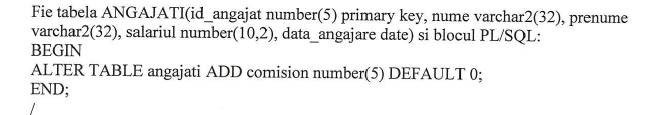 Fie tabela ANGAJATI(id_angajat number(5) primary key, nume varchar2(32), prenume
varchar2(32), salariul number(10,2), data_angajare date) si blocul PL/SQL:
BEGIN
ALTER TABLE angajati ADD comision number(5) DEFAULT 0;
END;
/